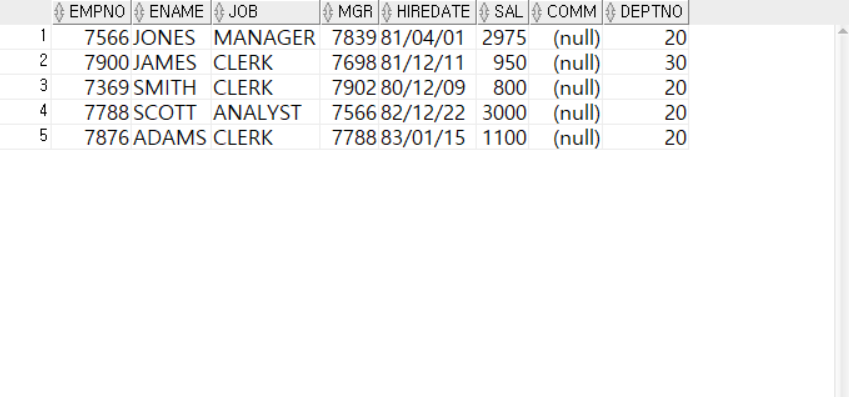 EMPNO ENAME JOB MGR HIREDATE SAL COMM DEPTNO
1 7566 JONES MANAGER 7839 81/04/01 2975 (null) 20
2 7900 JAMES CLERK 7698 81/12/11 950 (null) 30
3 7369 SMITH CLERK 7902 80/12/09 800 (null) 20
4 7788 SCOTT ANALYST 7566 82/12/22 3000 (null) 20
5 7876 ADAMS CLERK 7788 83/01/15 1100 (null) 20